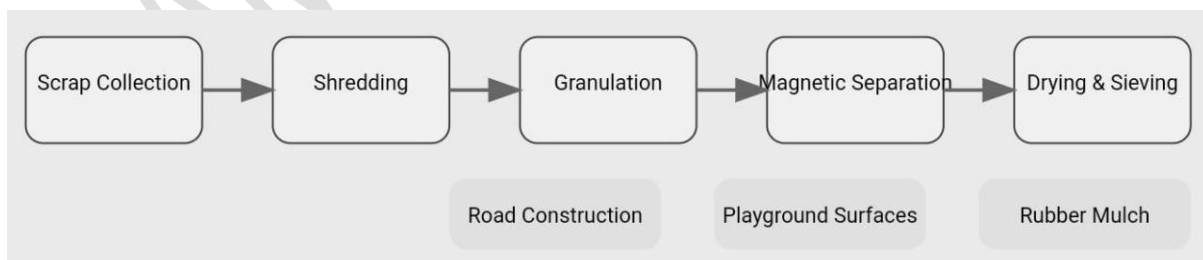 Scrap Collection
Shredding
Granulation
Magnetic Separation
Drying & Sieving
Road Construction
Playground Surfaces
Rubber Mulch